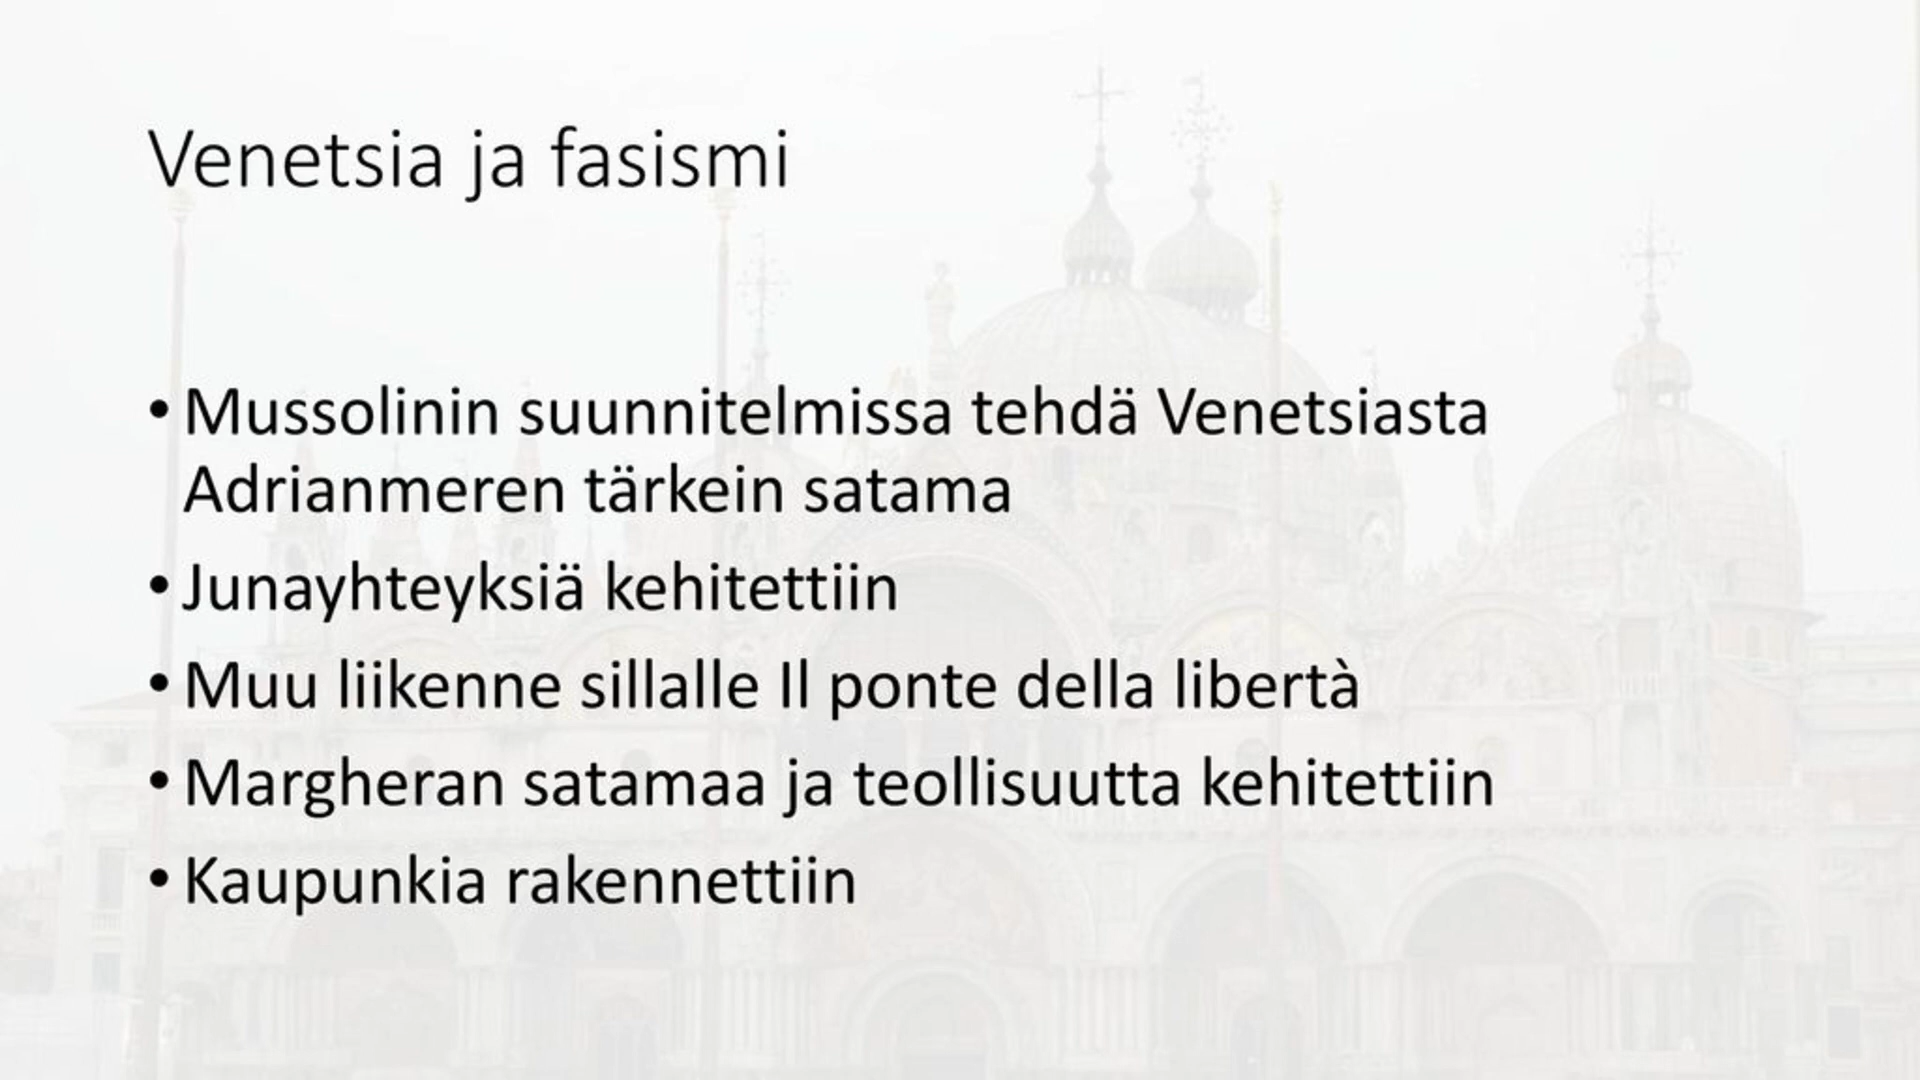 Venetsia ja fasismi
• Mussolinin suunnitelmissa tehdä Venetsiasta
Adrianmeren tärkein satama
• Junayhteyksiä kehitettiin
• Muu liikenne sillalle Il ponte della libertà
• Margheran satamaa ja teollisuutta kehitettiin
• Kaupunkia rakennettiin